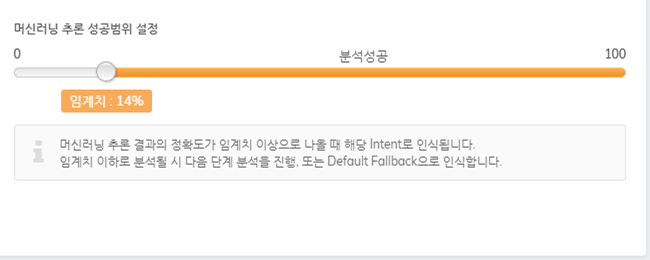 머신러닝 추론 성공범위 설정
0 분석성공 100
임계치 : 14%
머신러닝 추론 결과의 정확도가 임계치 이상으로 나올 때 해당 Intent로 인식됩니다.
임계치 이하로 분석될 시 다음 단계 분석을 진행, 또는 Default Fallback으로 인식합니다.